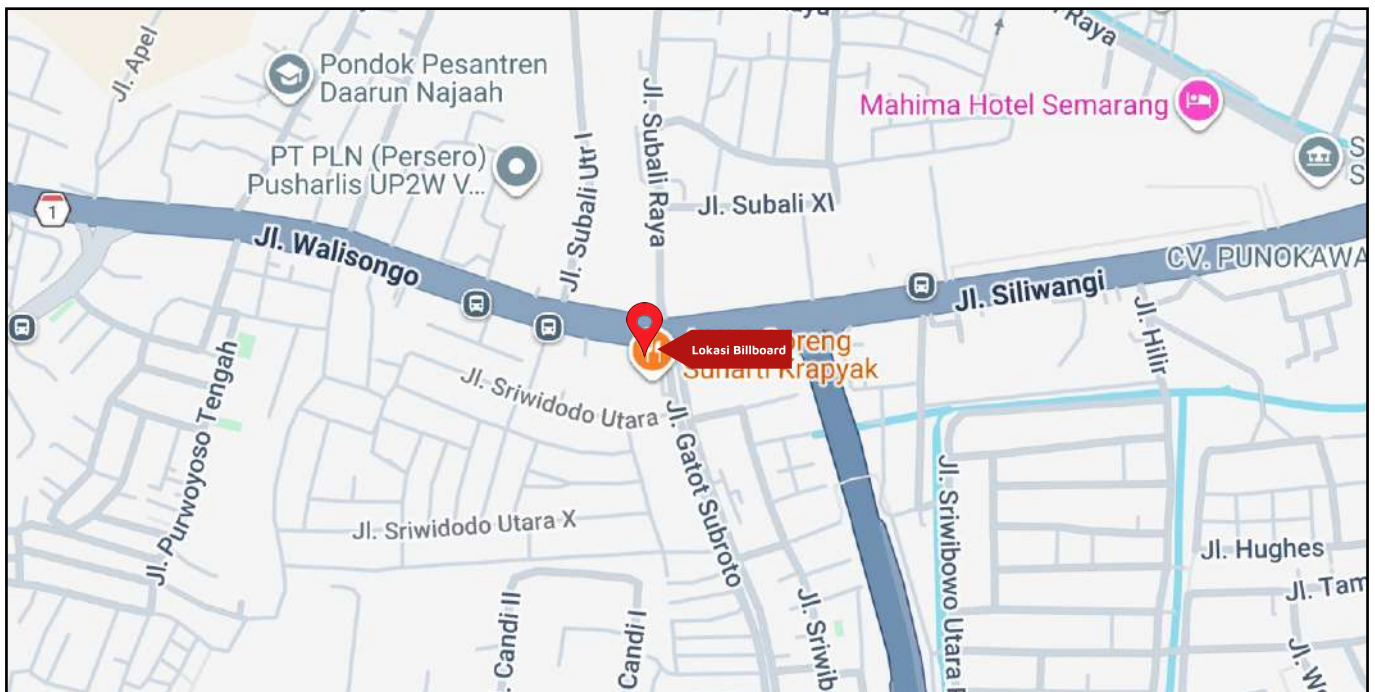 Jl. Apel
Pondok Pesantren
Daarun Najaah
PT PLN (Persero)
Pusharlis UP2W V...
Jl. Subali Utr I
Jl. Subali Raya
Raya
Mahima Hotel Semarang
S
S
Jl. Subali XI
1
Jl. Walisongo
CV. PUNOKAWA
Jl. Siliwangi
Jl. Hilir
Lokasi Billboard
oreng
Suharti Krapyak
Jl. Sriwidodo Utara
Jl. Purwoyoso Tengah
Jl. Gatot Subroto
Jl. Sriwidodo Utara X
Jl. Sriwibowo Utara
Jl. Hughes
Jl. Tam
. Candi II
Candi I
Jl. Sriwib
Jl. W